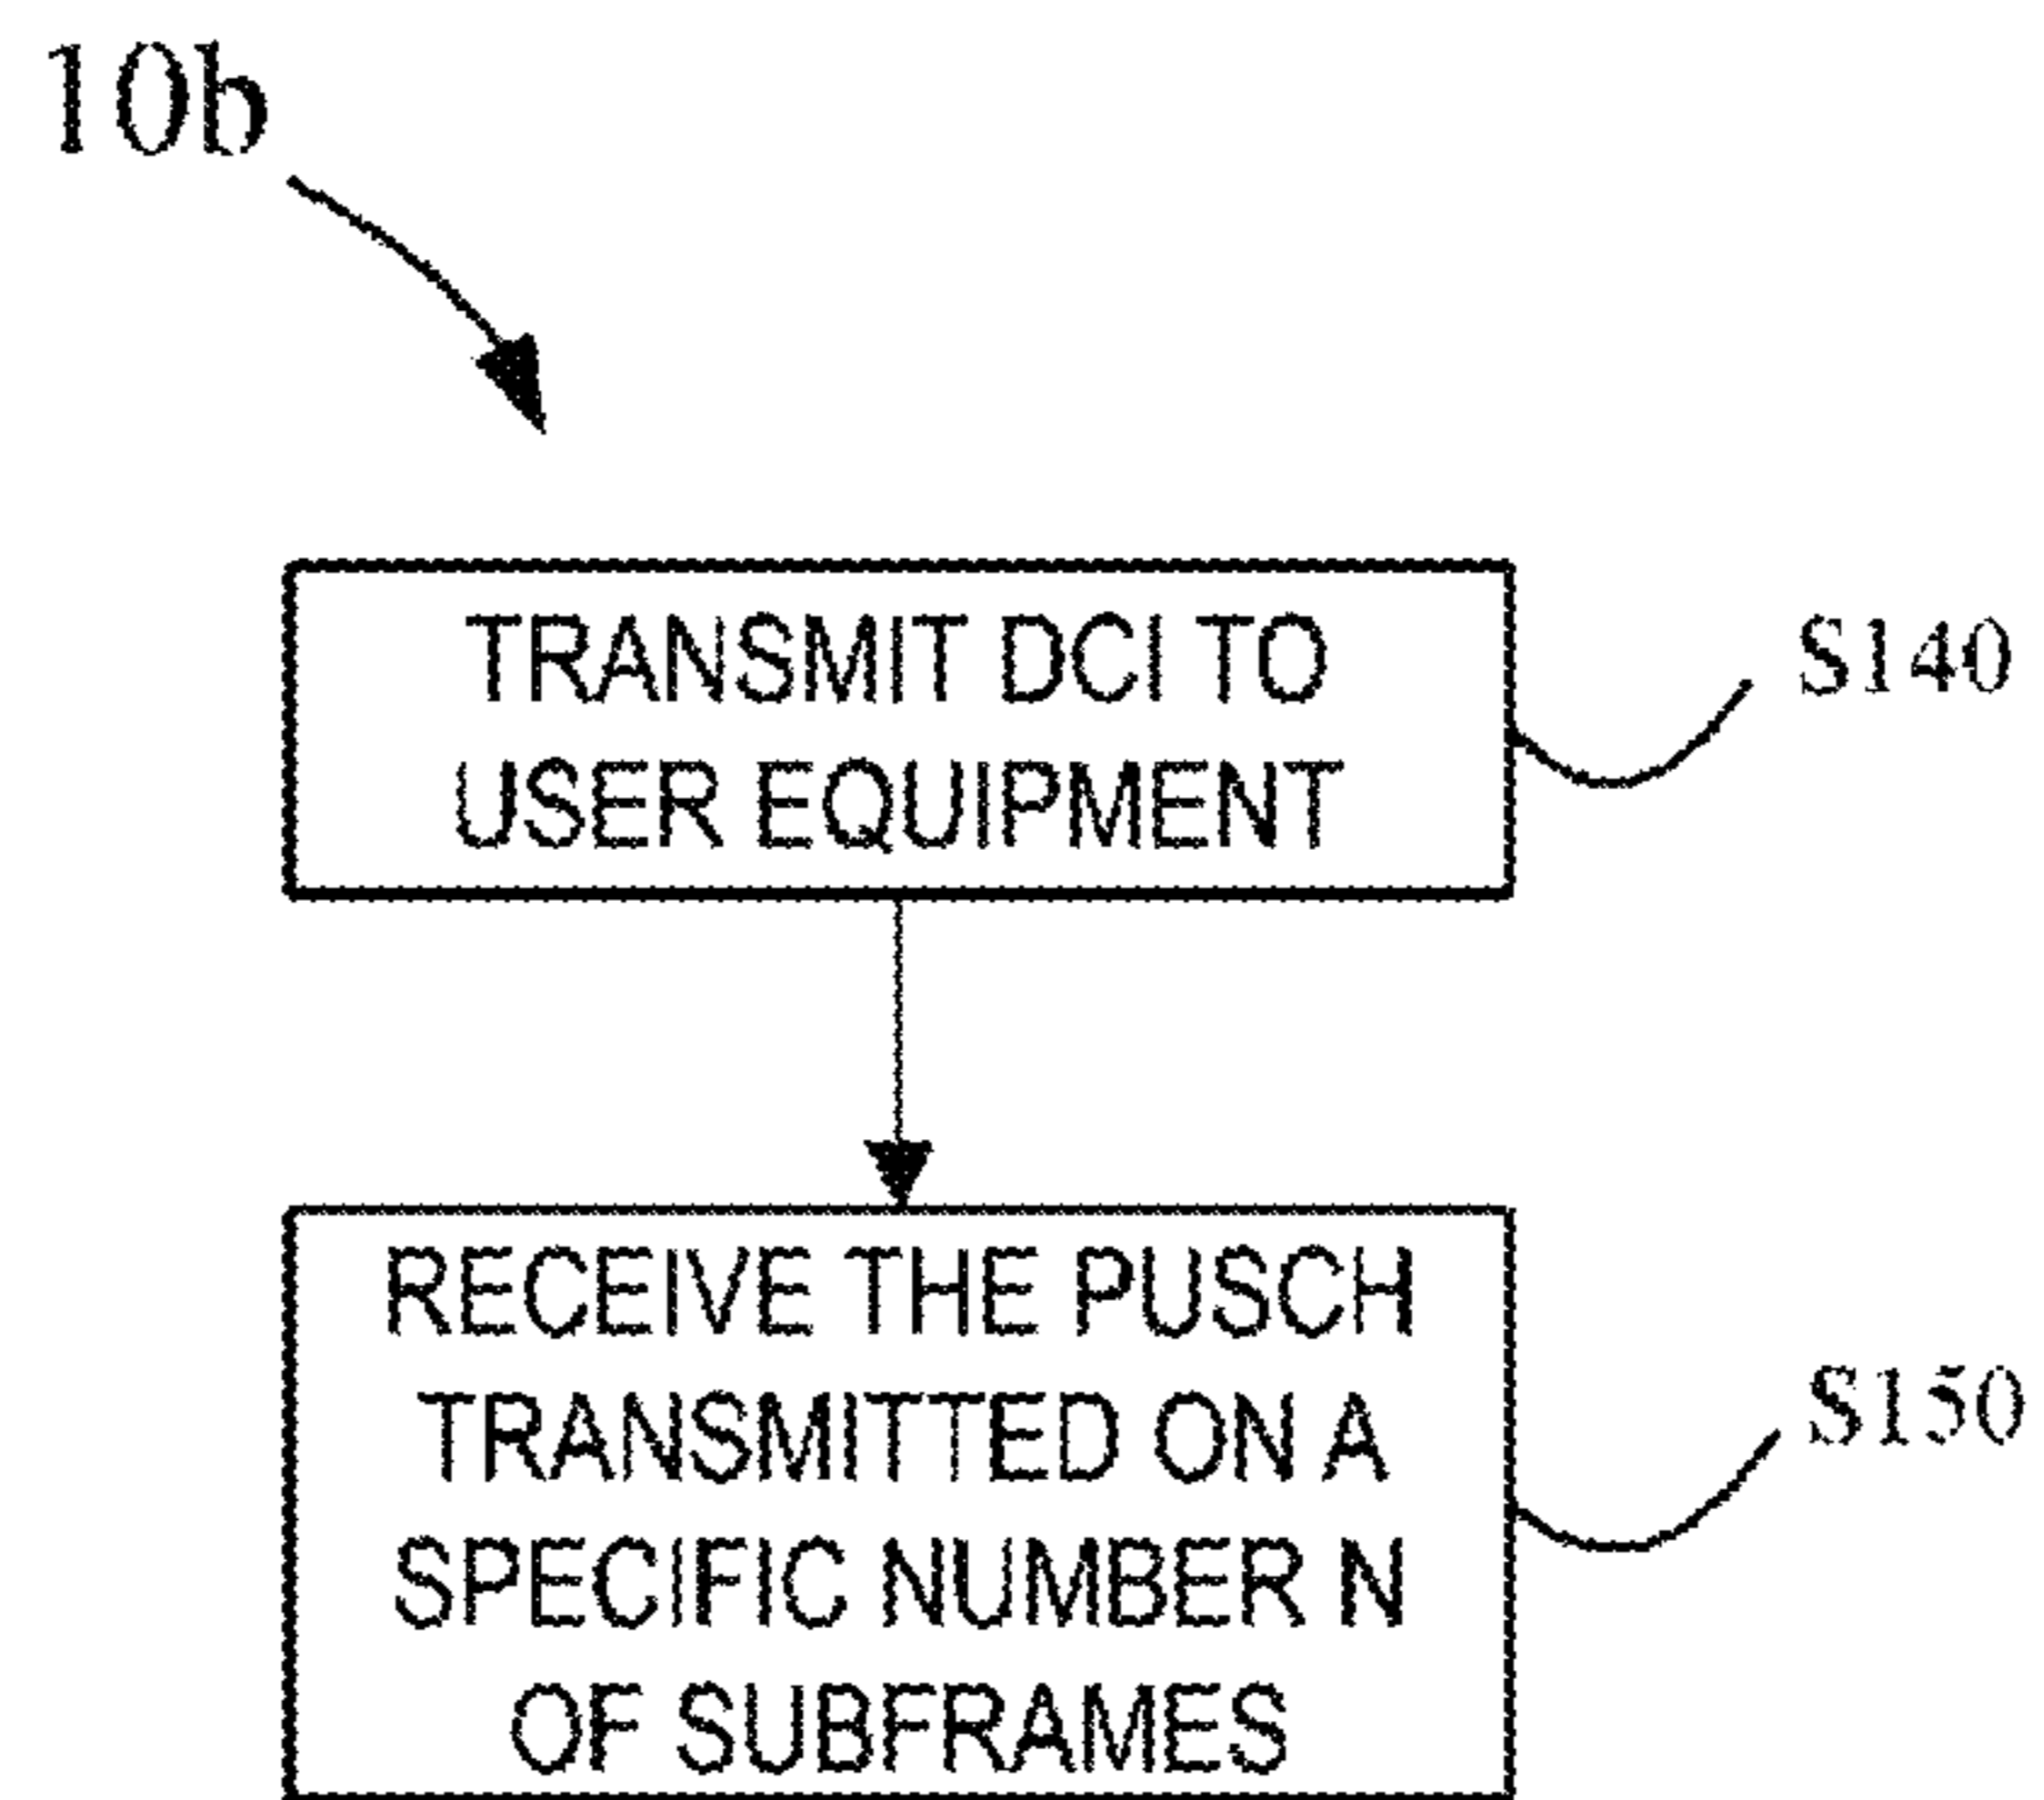 10b
TRANSMIT DCI TO
USER EQUIPMENT
S140
RECEIVE THE PUSCH
TRANSMITTED ON A
SPECIFIC NUMBER N
OF SUBFRAMES
S150